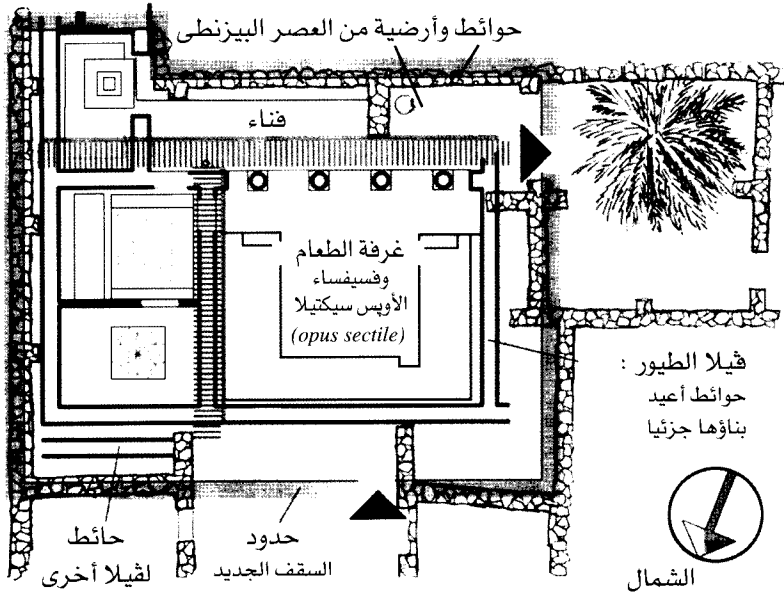 حوائط وأرضية من العصر البيزنطى
فناء
غرفة الطعام
وفسيفساء
الأوپس سيكتيلا
(opus sectile)
ڤيلا الطيور :
حوائط أعيد
بناؤها جزئيا
حائط
لڤيلا أخرى
حدود
السقف الجديد
الشمال